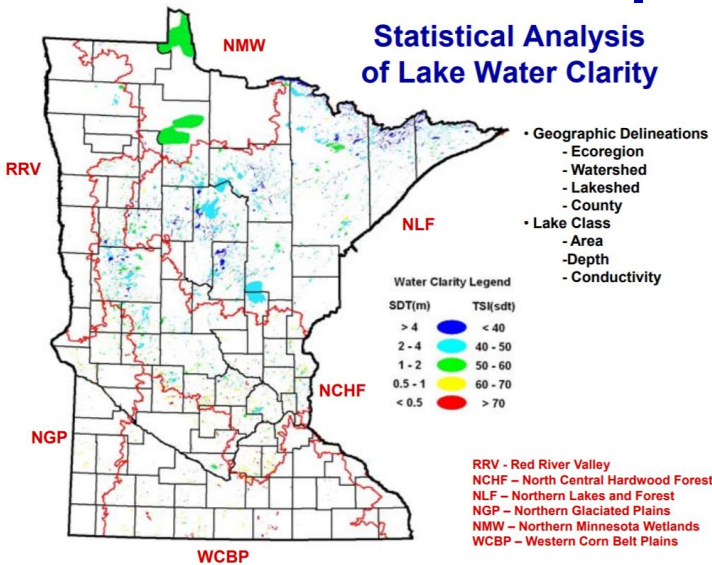 Statistical Analysis
of Lake Water Clarity
NMW
RRV
NLF
NCHF
NGP
WCBP
• Geographic Delineations
- Ecoregion
- Watershed
- Lakeshed
- County
• Lake Class
- Area
-Depth
- Conductivity
Water Clarity Legend
SDT(m) TSI(sdt)
> 4 < 40
2 - 4 40 - 50
1 - 2 50 - 60
0.5 - 1 60 - 70
< 0.5 > 70
RRV - Red River Valley
NCHF – North Central Hardwood Forest
NLF – Northern Lakes and Forest
NGP – Northern Glaciated Plains
NMW – Northern Minnesota Wetlands
WCBP – Western Corn Belt Plains